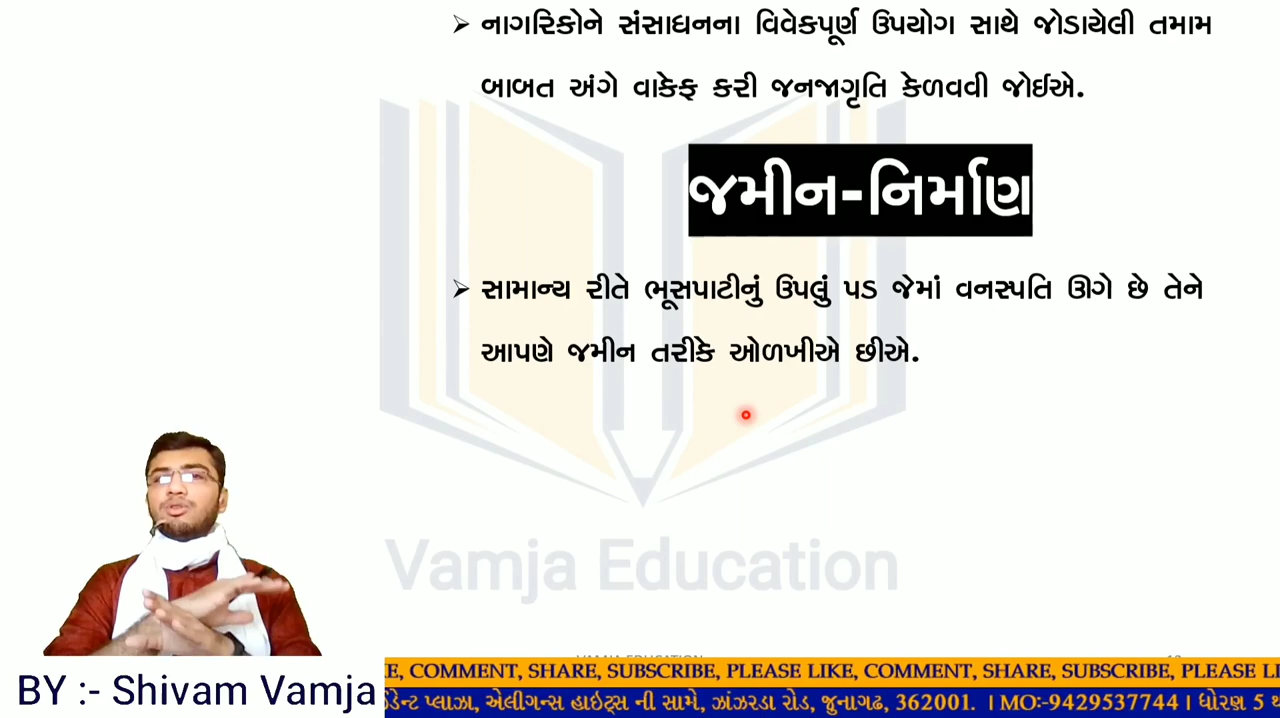 ➢ નાગરિકોને સંસાધનના વિવેકપૂર્ણ ઉપયોગ સાથે જોડાયેલી તમામ
બાબત અંગે વાકેફ કરી જનજાગૃતિ કેળવવી જોઈએ.
જમીન-નિર્માણ
➢ સામાન્ય રીતે ભૂસપાટીનું ઉપલું પડ જેમાં વનસ્પતિ ઊગે છે તેને
આપણે જમીન તરીકે ઓળખીએ છીએ.
Vamja Education
COMMENT, SHARE, SUBSCRIBE, PLEASE LIKE, COMMENT, SHARE, SUBSCRIBE, PLEASE
BY :- Shivam Vamja
પ્લાઝા, એલીગન્સ હાઇટ્સ ની સામે, ઝાંઝરડા રોડ, જુનાગઢ, 362001. | MO:-9429537744 | ધોરણ 5